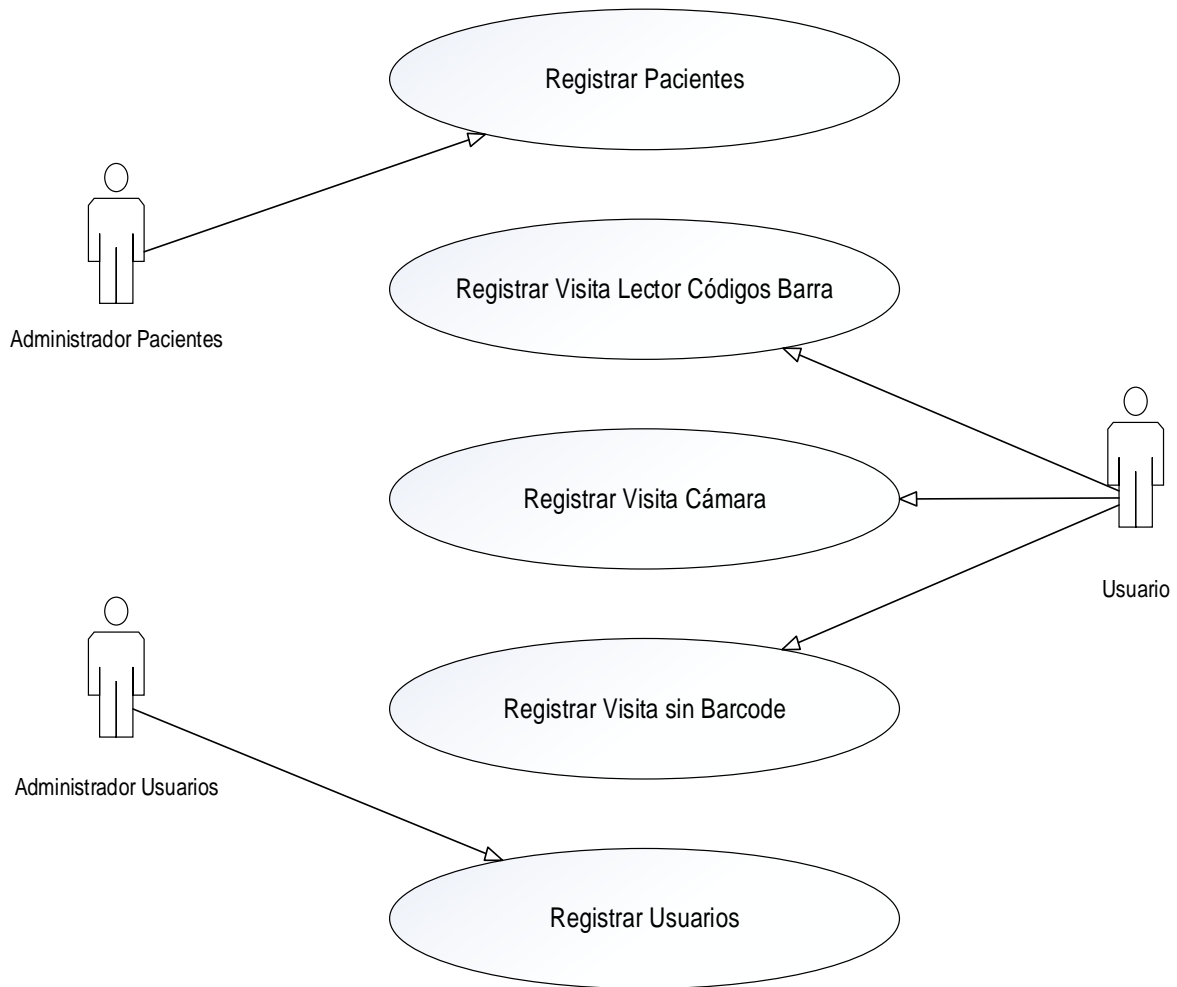 Registrar Pacientes
Administrador Pacientes
Registrar Visita Lector Códigos Barra
Registrar Visita Cámara
Usuario
Registrar Visita sin Barcode
Administrador Usuarios
Registrar Usuarios